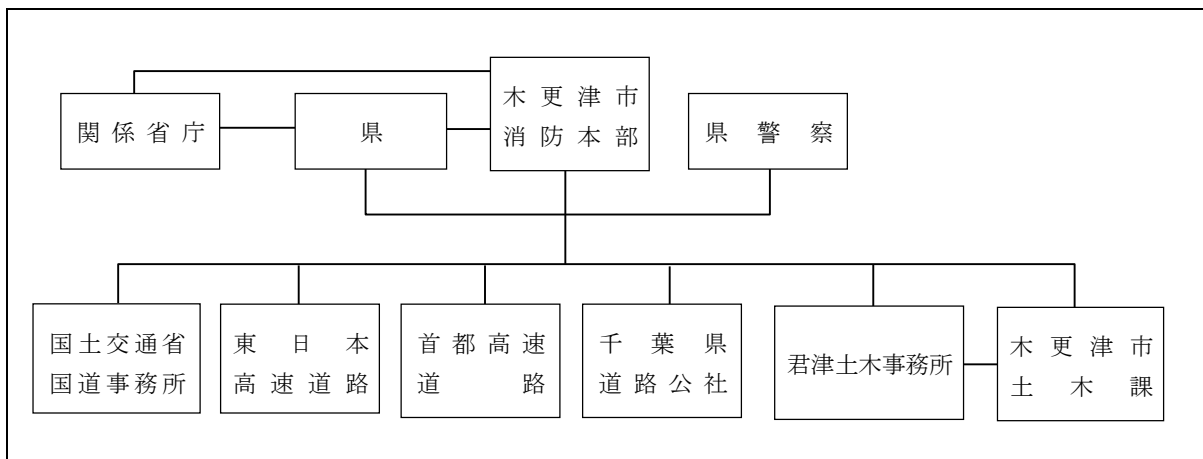 関係省庁
県
木更津市
消防本部
県警察
国土交通省
国道事務所
東日本
高速道路
首都高速
道路
千葉県
道路公社
君津土木事務所
木更津市
土木課